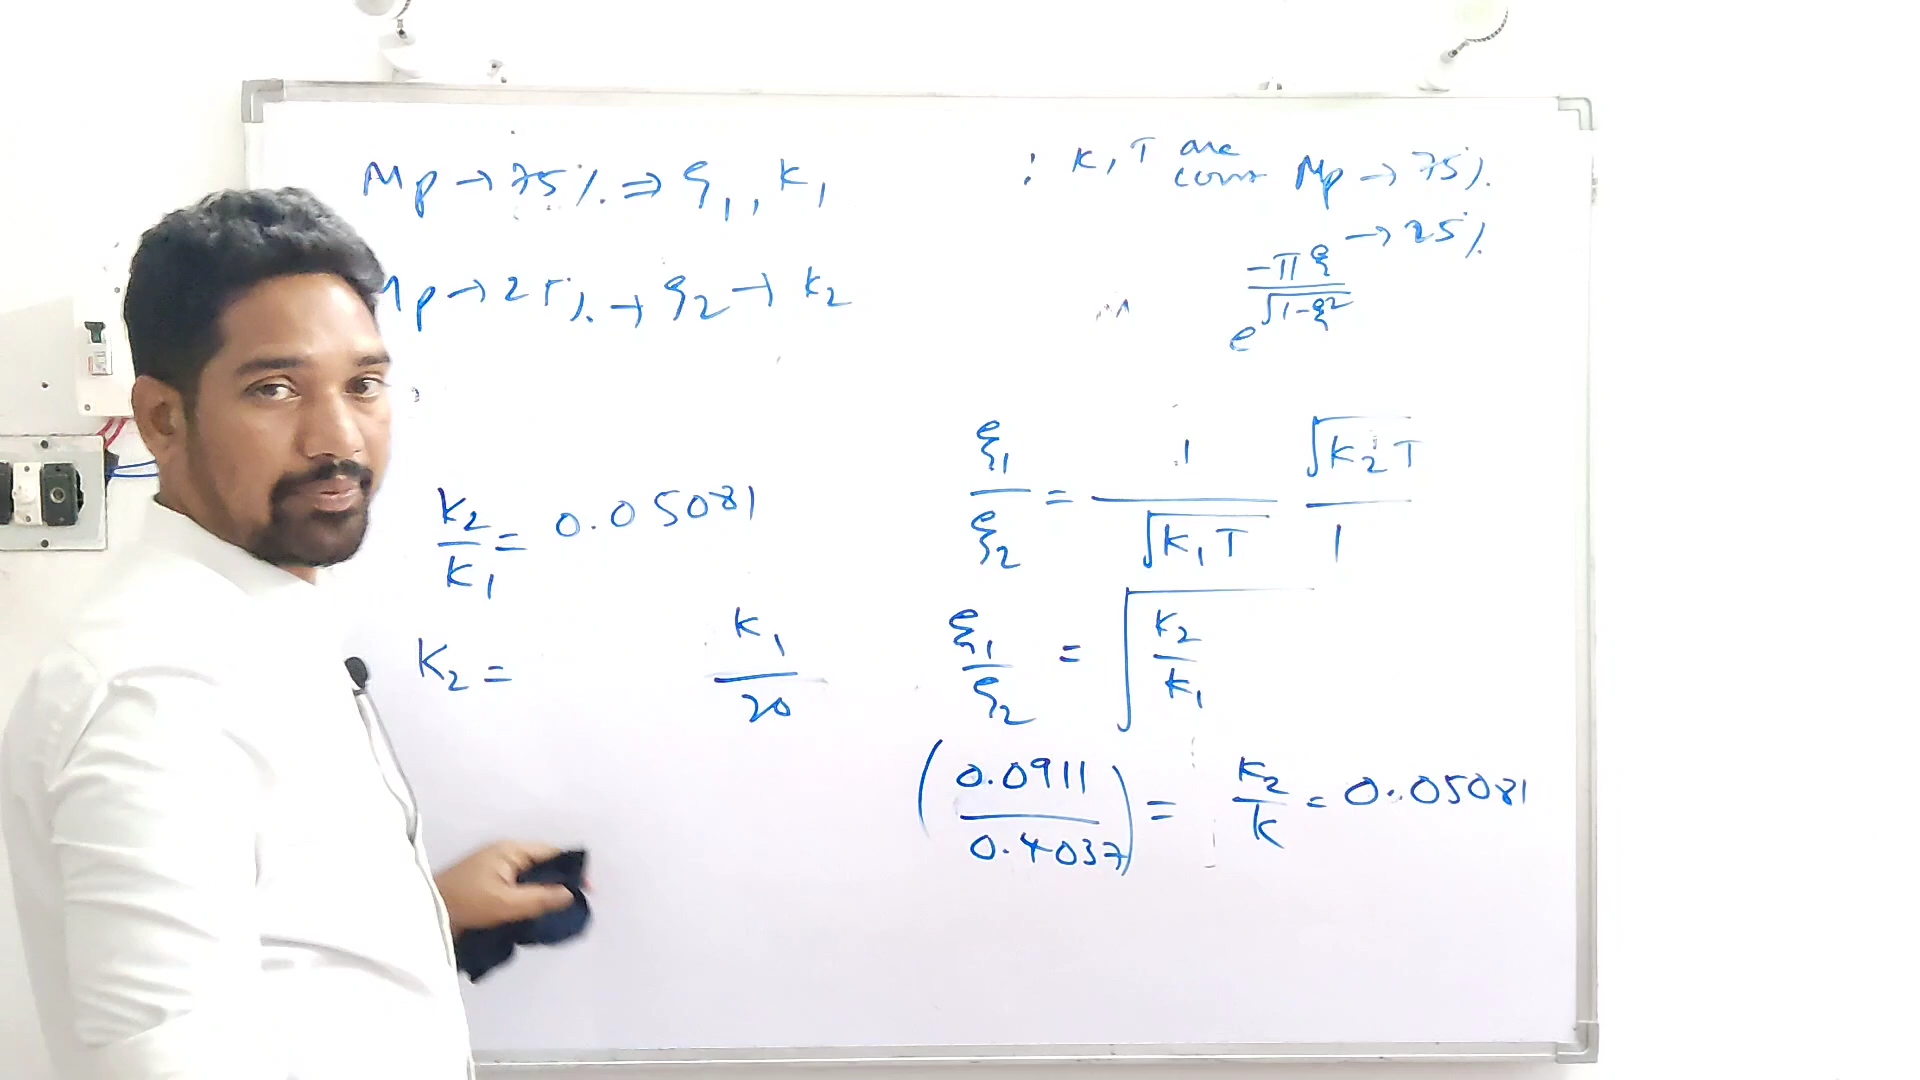 Mp → 75% ⇒ ξ1, K1
Mp → 25% → ξ2 → K2
K2/K1 = 0.05081
K2 = K1/20
: K, T are const Mp → 75%.
→ 25%
e^(-πξ/√(1-ξ²))
ξ1/ξ2 = 1/√(K1T) √(K2T)/1
ξ1/ξ2 = √(K2/K1)
(0.0911/0.4037) = K2/K = 0.05081